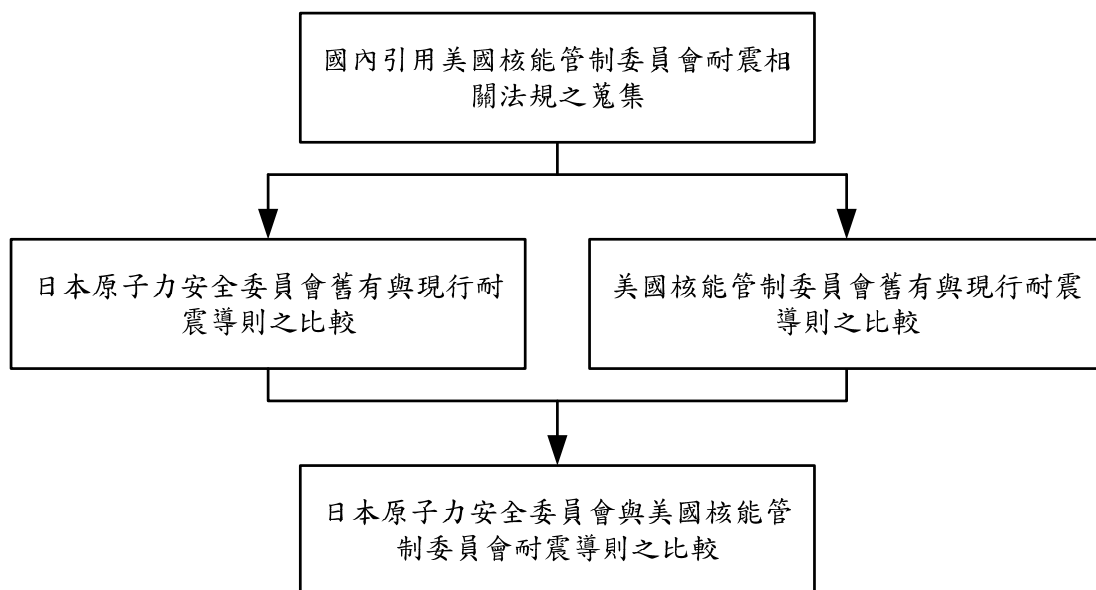 國內引用美國核能管制委員會耐震相
關法規之蒐集
日本原子力安全委員會舊有與現行耐
震導則之比較
美國核能管制委員會舊有與現行耐震
導則之比較
日本原子力安全委員會與美國核能管
制委員會耐震導則之比較